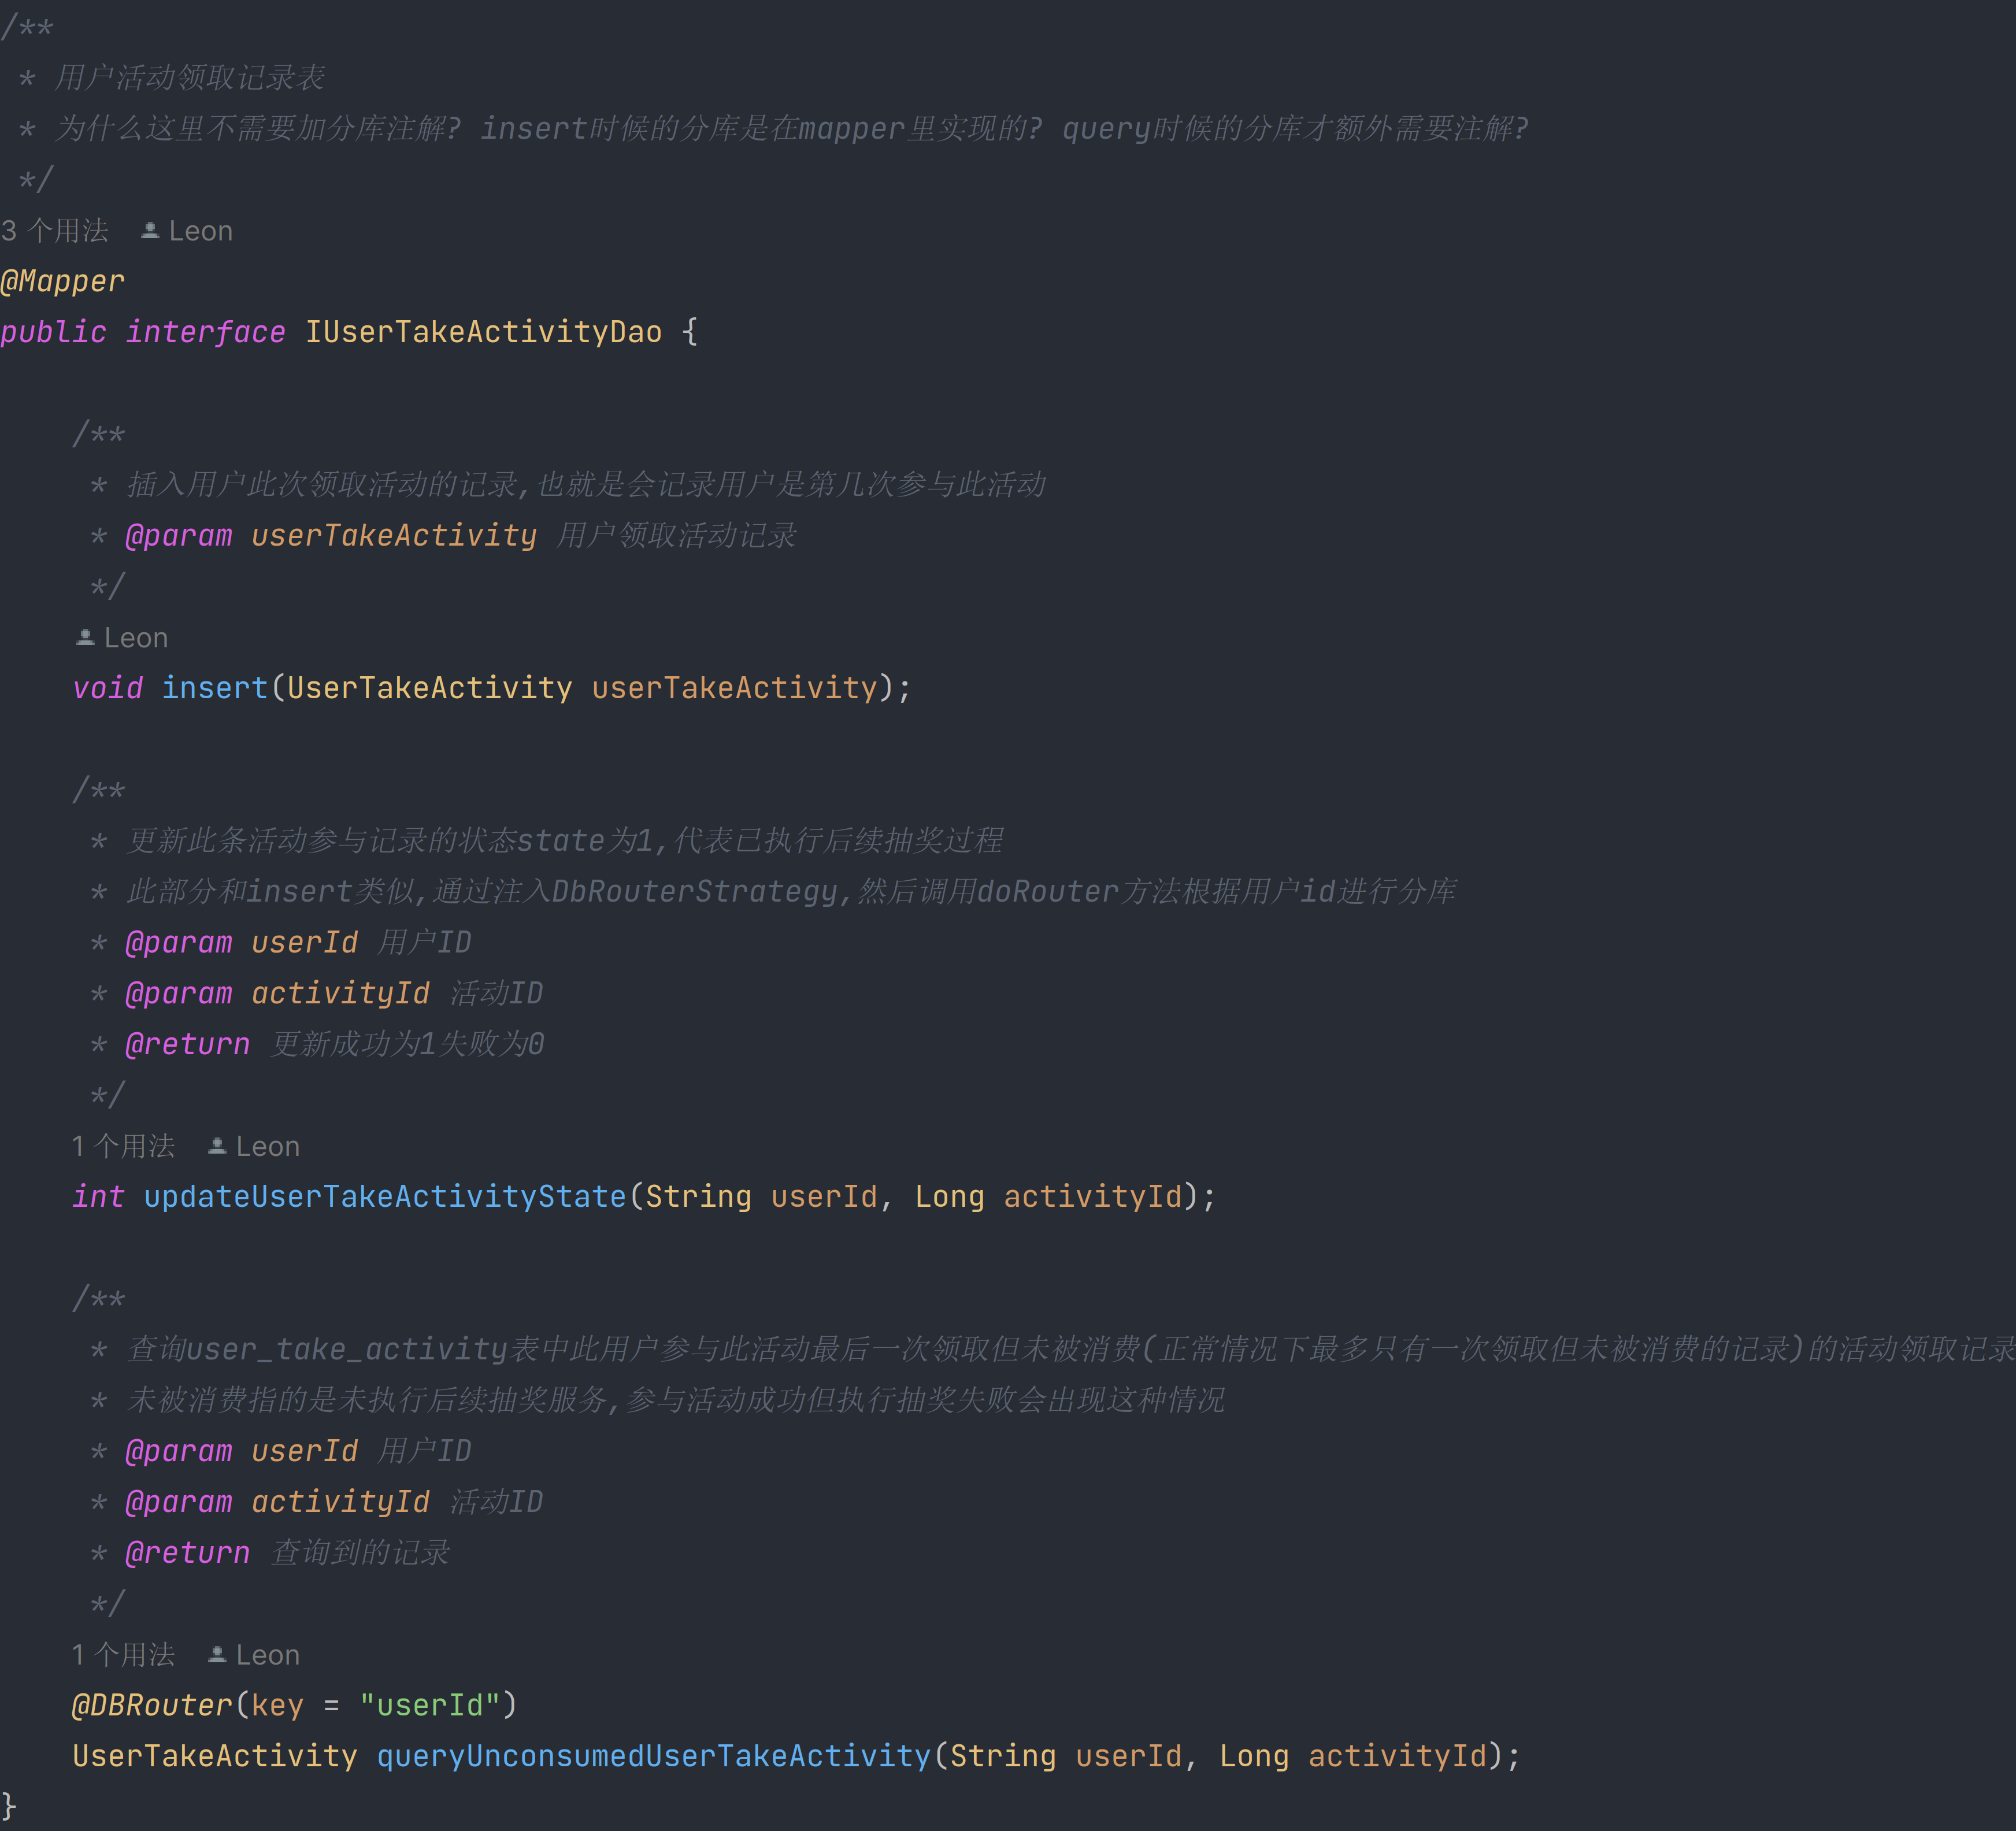 /**
 * 用户活动领取记录表
 * 为什么这里不需要加分库注解? insert时候的分库是在mapper里实现的? query时候的分库才额外需要注解?
 */
3 个用法 Leon
@Mapper
public interface IUserTakeActivityDao {
    /**
     * 插入用户此次领取活动的记录,也就是会记录用户是第几次参与此活动
     * @param userTakeActivity 用户领取活动记录
     */
    Leon
    void insert(UserTakeActivity userTakeActivity);
    /**
     * 更新此条活动参与记录的状态state为1,代表已执行后续抽奖过程
     * 此部分和insert类似,通过注入DbRouterStrategy,然后调用doRouter方法根据用户id进行分库
     * @param userId 用户ID
     * @param activityId 活动ID
     * @return 更新成功为1失败为0
     */
    1 个用法 Leon
    int updateUserTakeActivityState(String userId, Long activityId);
    /**
     * 查询user_take_activity表中此用户参与此活动最后一次领取但未被消费(正常情况下最多只有一次领取但未被消费的记录)的活动领取记录
     * 未被消费指的是未执行后续抽奖服务,参与活动成功但执行抽奖失败会出现这种情况
     * @param userId 用户ID
     * @param activityId 活动ID
     * @return 查询到的记录
     */
    1 个用法 Leon
    @DBRouter(key = "userId")
    UserTakeActivity queryUnconsumedUserTakeActivity(String userId, Long activityId);
}